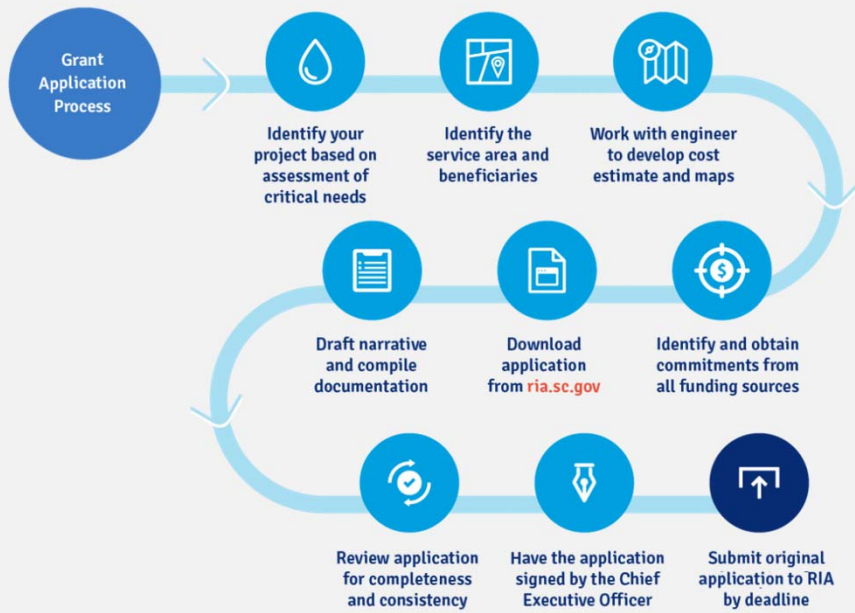 Grant
Application
Process
Identify your
project based on
assessment of
critical needs
Identify the
service area and
beneficiaries
Work with engineer
to develop cost
estimate and maps
Identify and obtain
commitments from
all funding sources
Download
application
from ria.sc.gov
Draft narrative
and compile
documentation
Review application
for completeness
and consistency
Have the application
signed by the Chief
Executive Officer
Submit original
application to RIA
by deadline